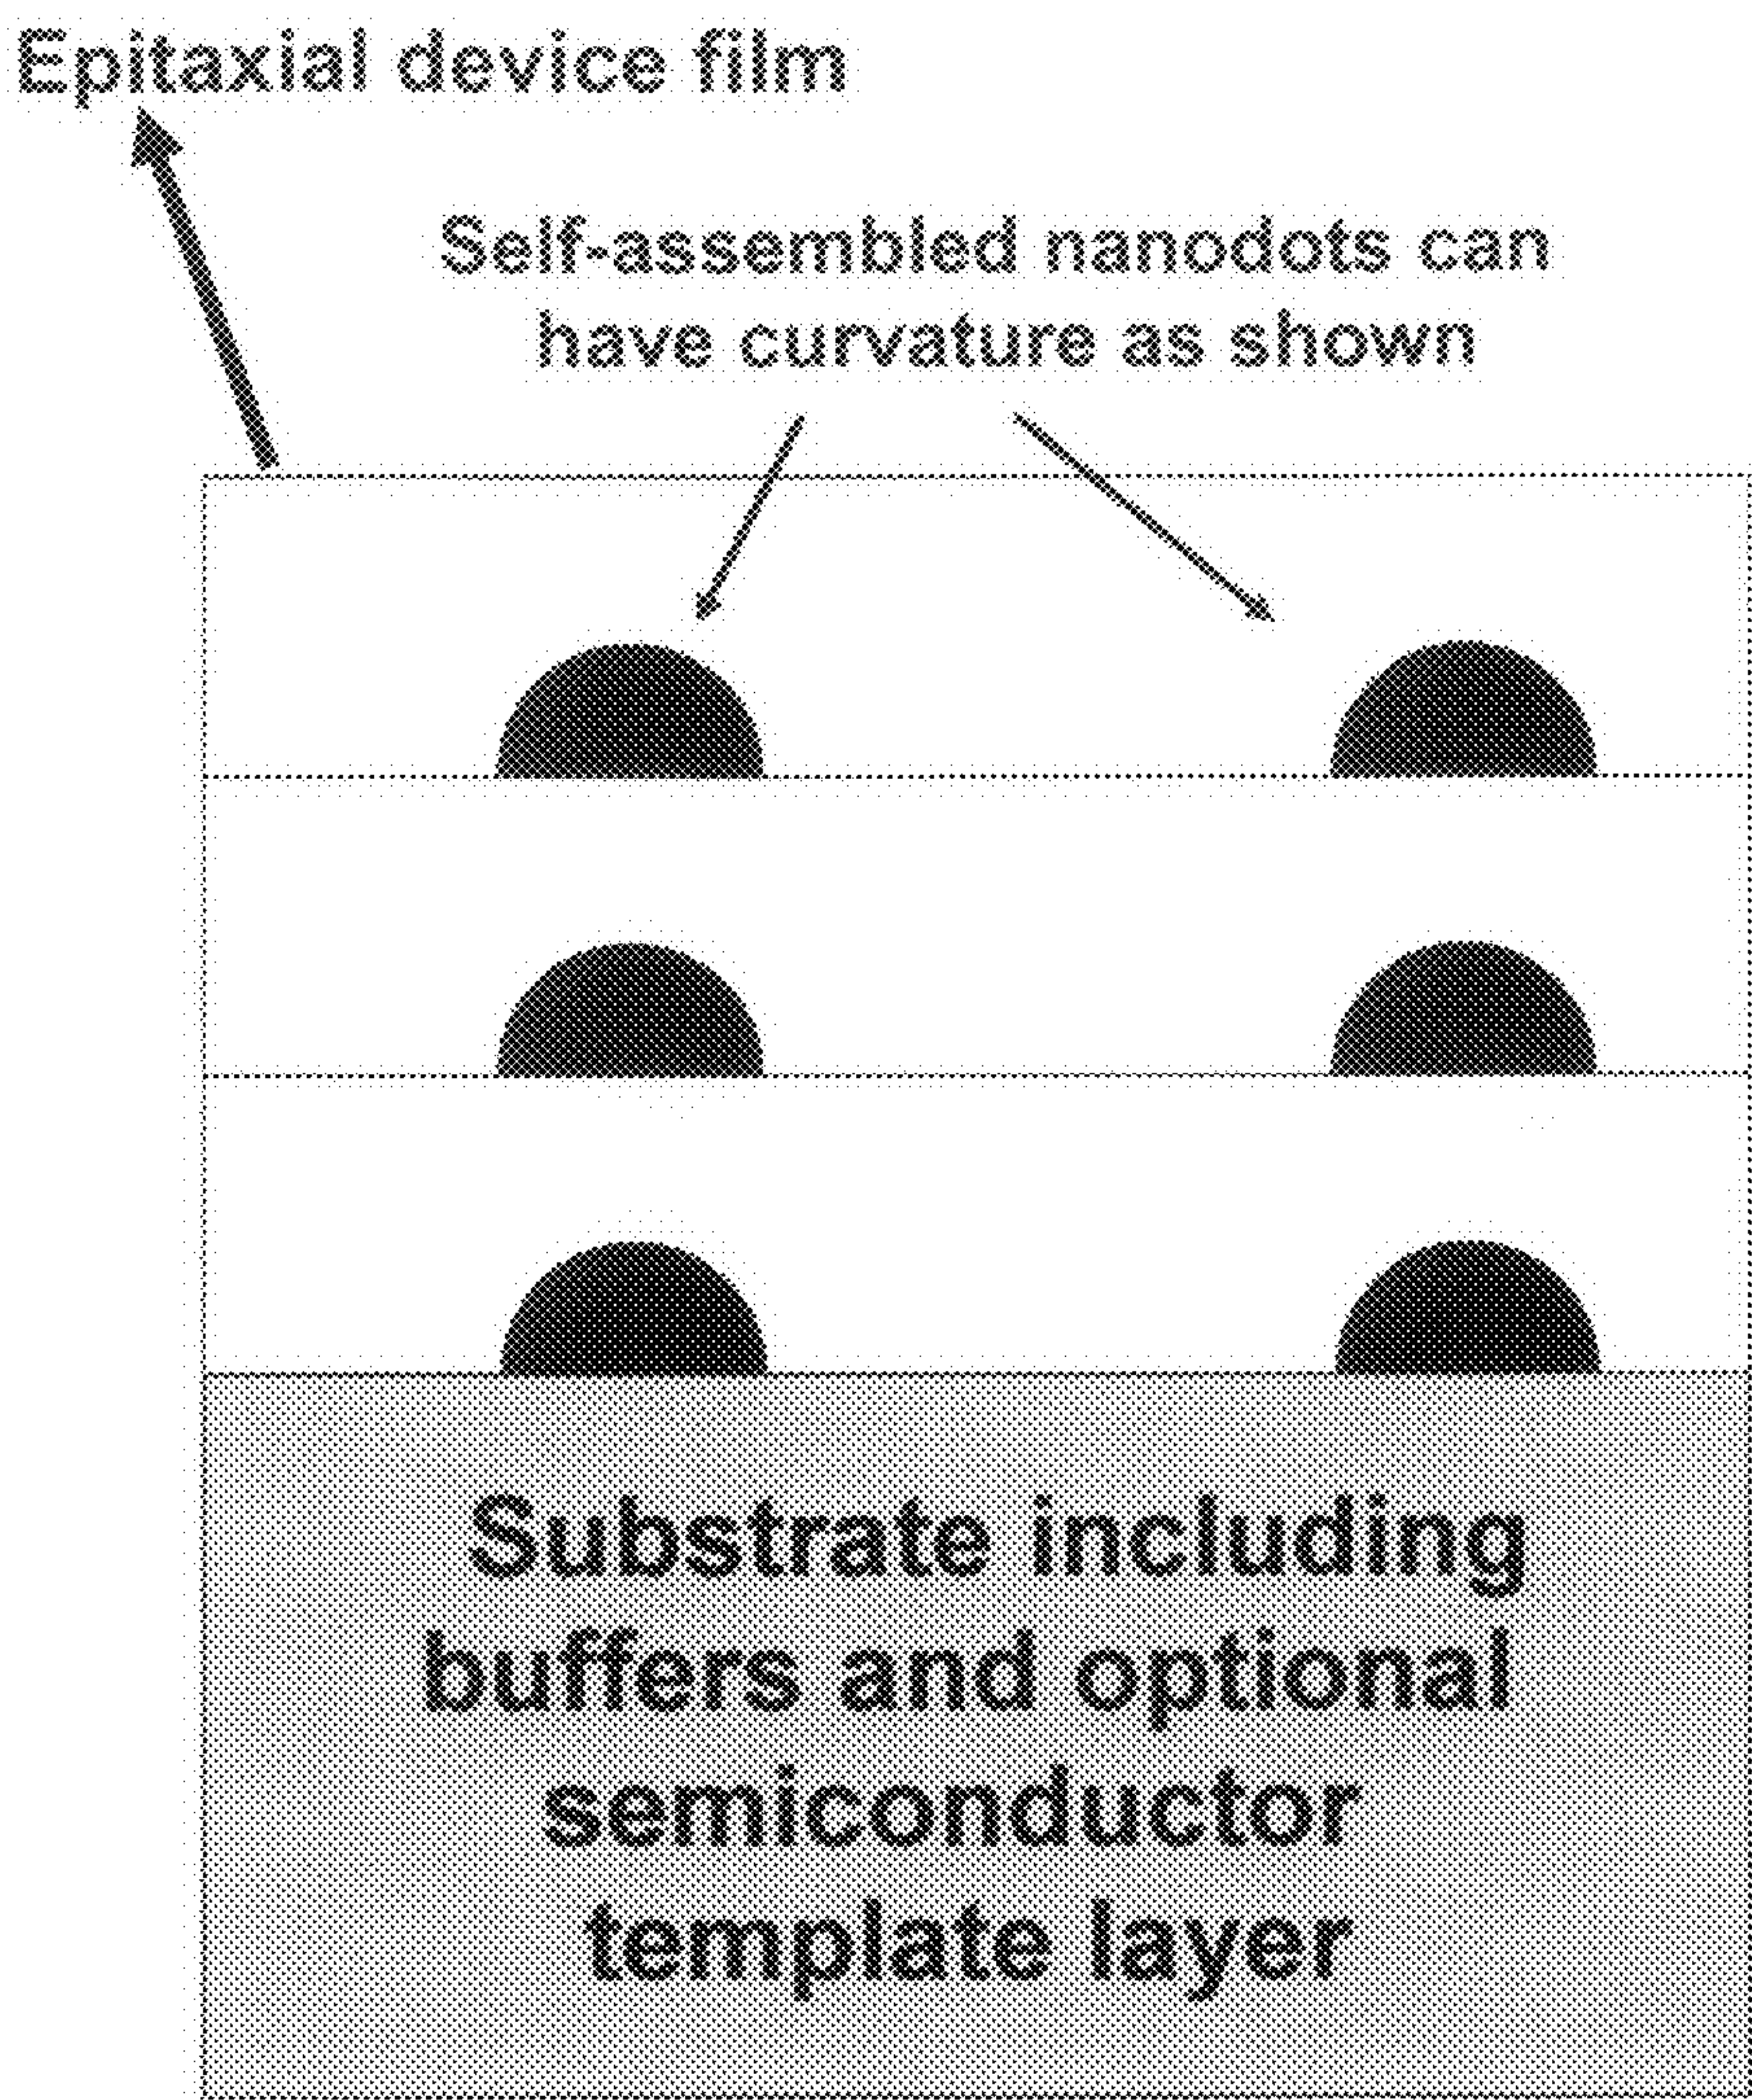 Epitaxial device film
Self-assembled nanodots can
have curvature as shown
Substrate including
buffers and optional
semiconductor
template layer